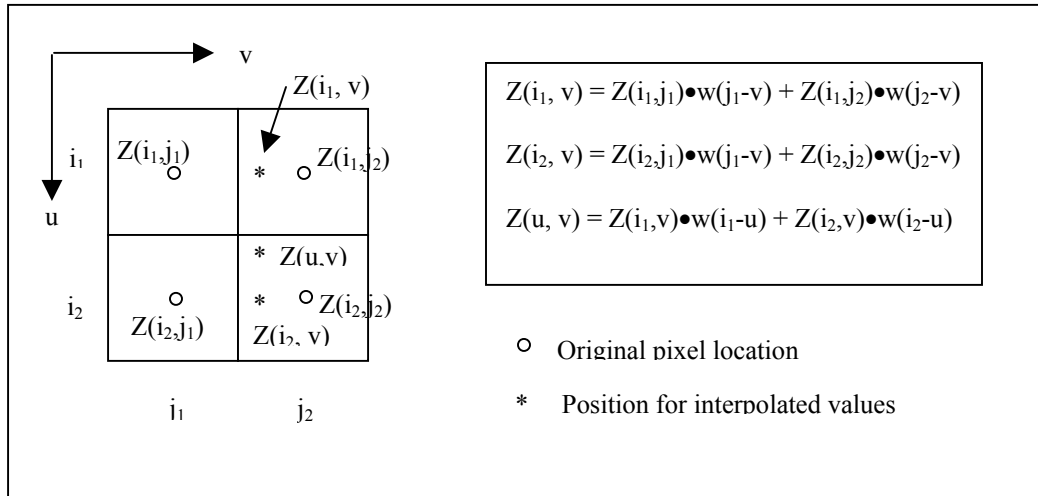 v
Z(i₁, v)
Z(i₁, v) = Z(i₁,j₁)●w(j₁-v) + Z(i₁,j₂)●w(j₂-v)
i₁
Z(i₁,j₁)
Z(i₁,j₂)
Z(i₂, v) = Z(i₂,j₁)●w(j₁-v) + Z(i₂,j₂)●w(j₂-v)
u
Z(u, v) = Z(i₁,v)●w(i₁-u) + Z(i₂,v)●w(i₂-u)
* Z(u,v)
i₂
Z(i₂,j₁)
Z(i₂,j₂)
Z(i₂, v)
Original pixel location
j₁
j₂
* Position for interpolated values